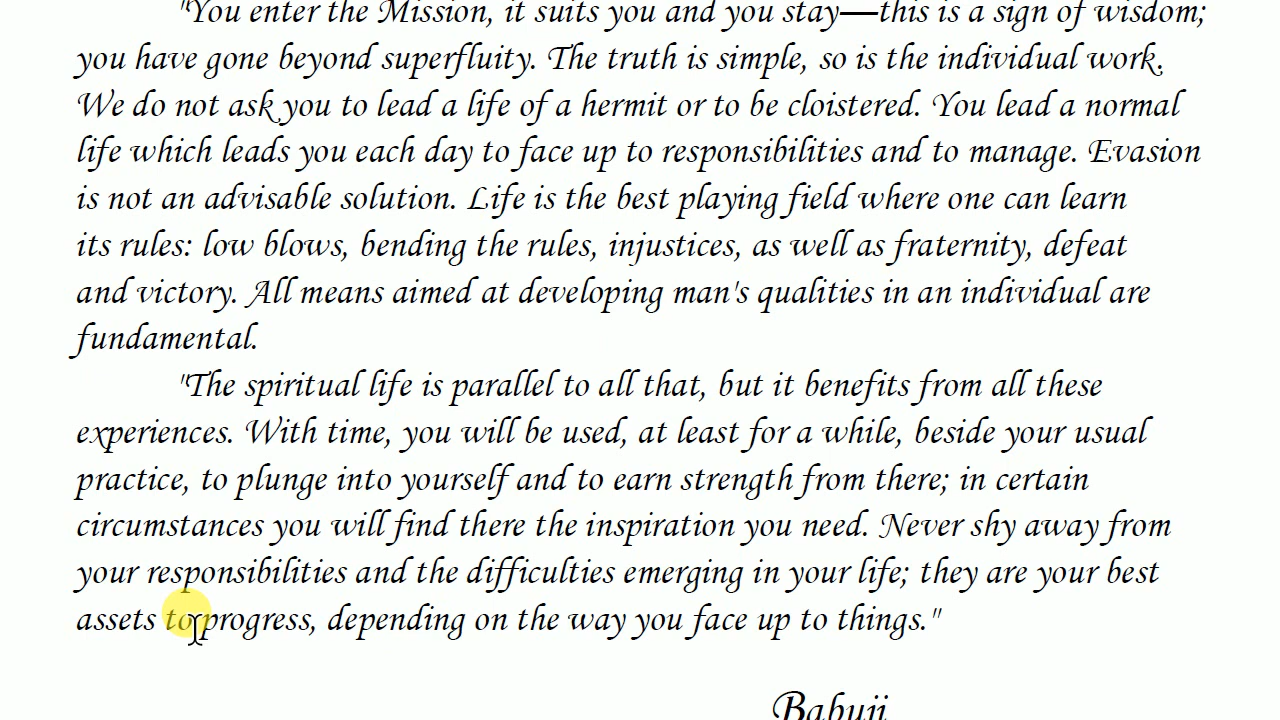 "You enter the Mission, it suits you and you stay—this is a sign of wisdom;
you have gone beyond superfluity. The truth is simple, so is the individual work.
We do not ask you to lead a life of a hermit or to be cloistered. You lead a normal
life which leads you each day to face up to responsibilities and to manage. Evasion
is not an advisable solution. Life is the best playing field where one can learn
its rules: low blows, bending the rules, injustices, as well as fraternity, defeat
and victory. All means aimed at developing man's qualities in an individual are
fundamental.
"The spiritual life is parallel to all that, but it benefits from all these
experiences. With time, you will be used, at least for a while, beside your usual
practice, to plunge into yourself and to earn strength from there; in certain
circumstances you will find there the inspiration you need. Never shy away from
your responsibilities and the difficulties emerging in your life; they are your best
assets to progress, depending on the way you face up to things."
Babuji